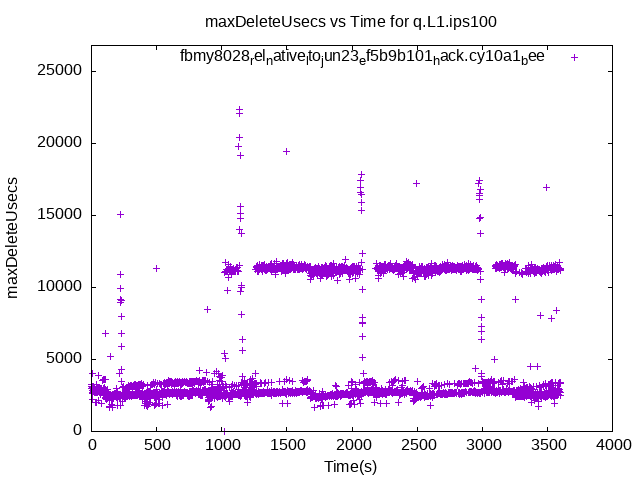 maxDeleteUsecs vs Time for q.L1.ips100
fbmy8028relnativeltojun23ef5b9b101hack.cy10a1bee
25000
20000
15000
10000
5000
0
maxDeleteUsecs
0 500 1000 1500 2000 2500 3000 3500 4000
Time(s)